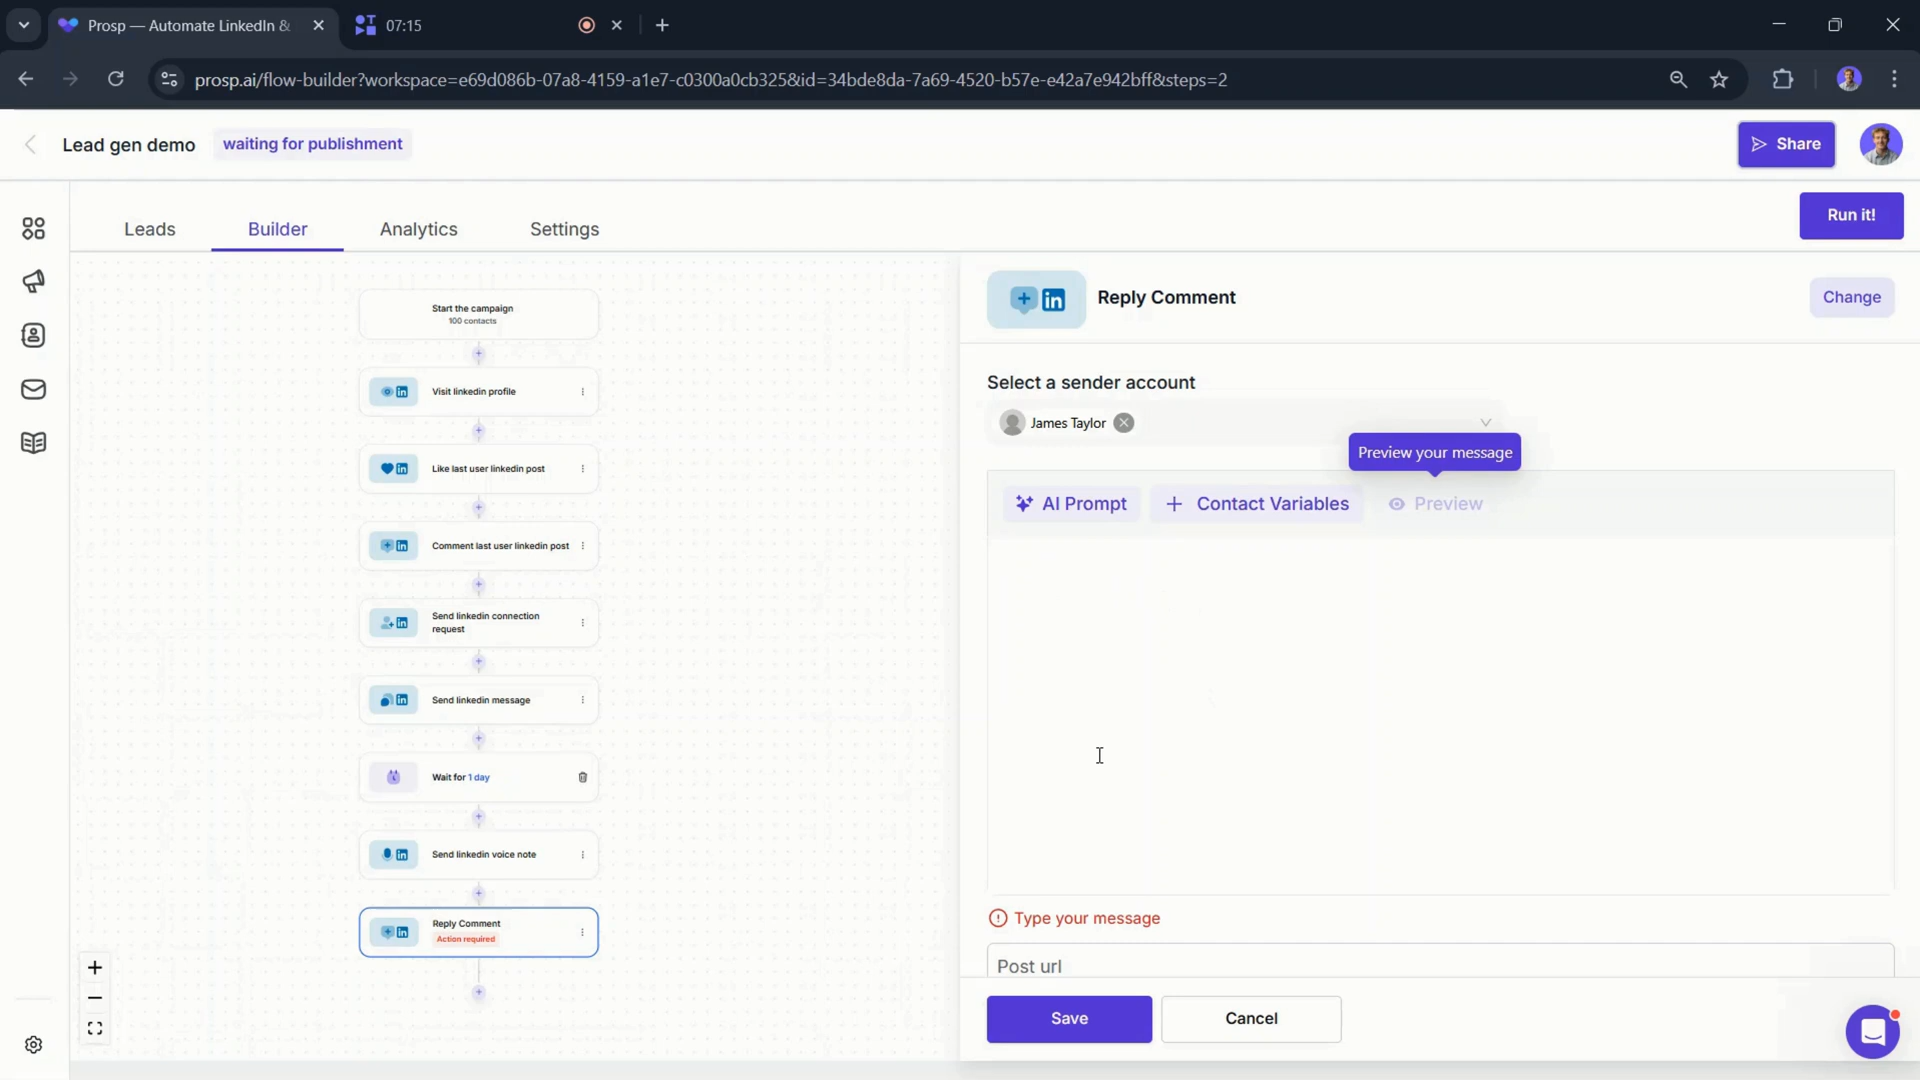 Prosp — Automate LinkedIn &
07:15
prosp.ai/flow-builder?workspace=e69d086b-07a8-4159-a1e7-c0300a0cb325&id=34bde8da-7a69-4520-b57e-e42a7e942bff&steps=2
Lead gen demo
waiting for publishment
Share
Leads
Builder
Analytics
Settings
Run it!
Start the campaign
100 contacts
Visit linkedin profile
Like last user linkedin post
Comment last user linkedin post
Send linkedin connection
request
Send linkedin message
Wait for 1 day
Send linkedin voice note
Reply Comment
Action required
in Reply Comment
Change
Select a sender account
James Taylor
Preview your message
AI Prompt
Contact Variables
Preview
Type your message
Post url
Save
Cancel